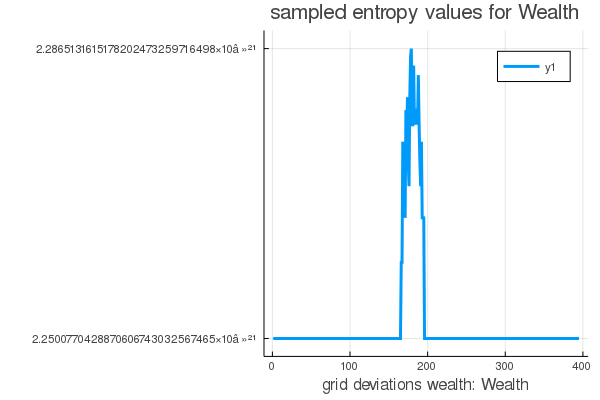 sampled entropy values for Wealth
2.286513161517820247325971649​8×10â»²¹
y1
2.250077042887060674303256746​5×10â»²¹
0 100 200 300 400
grid deviations wealth: Wealth